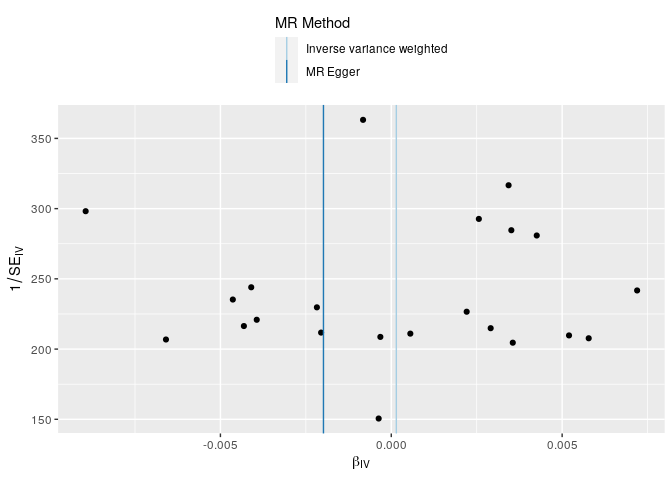 MR Method
Inverse variance weighted
MR Egger
350
300
250
200
150
1/SE_IV
-0.005
0.000
0.005
β_IV